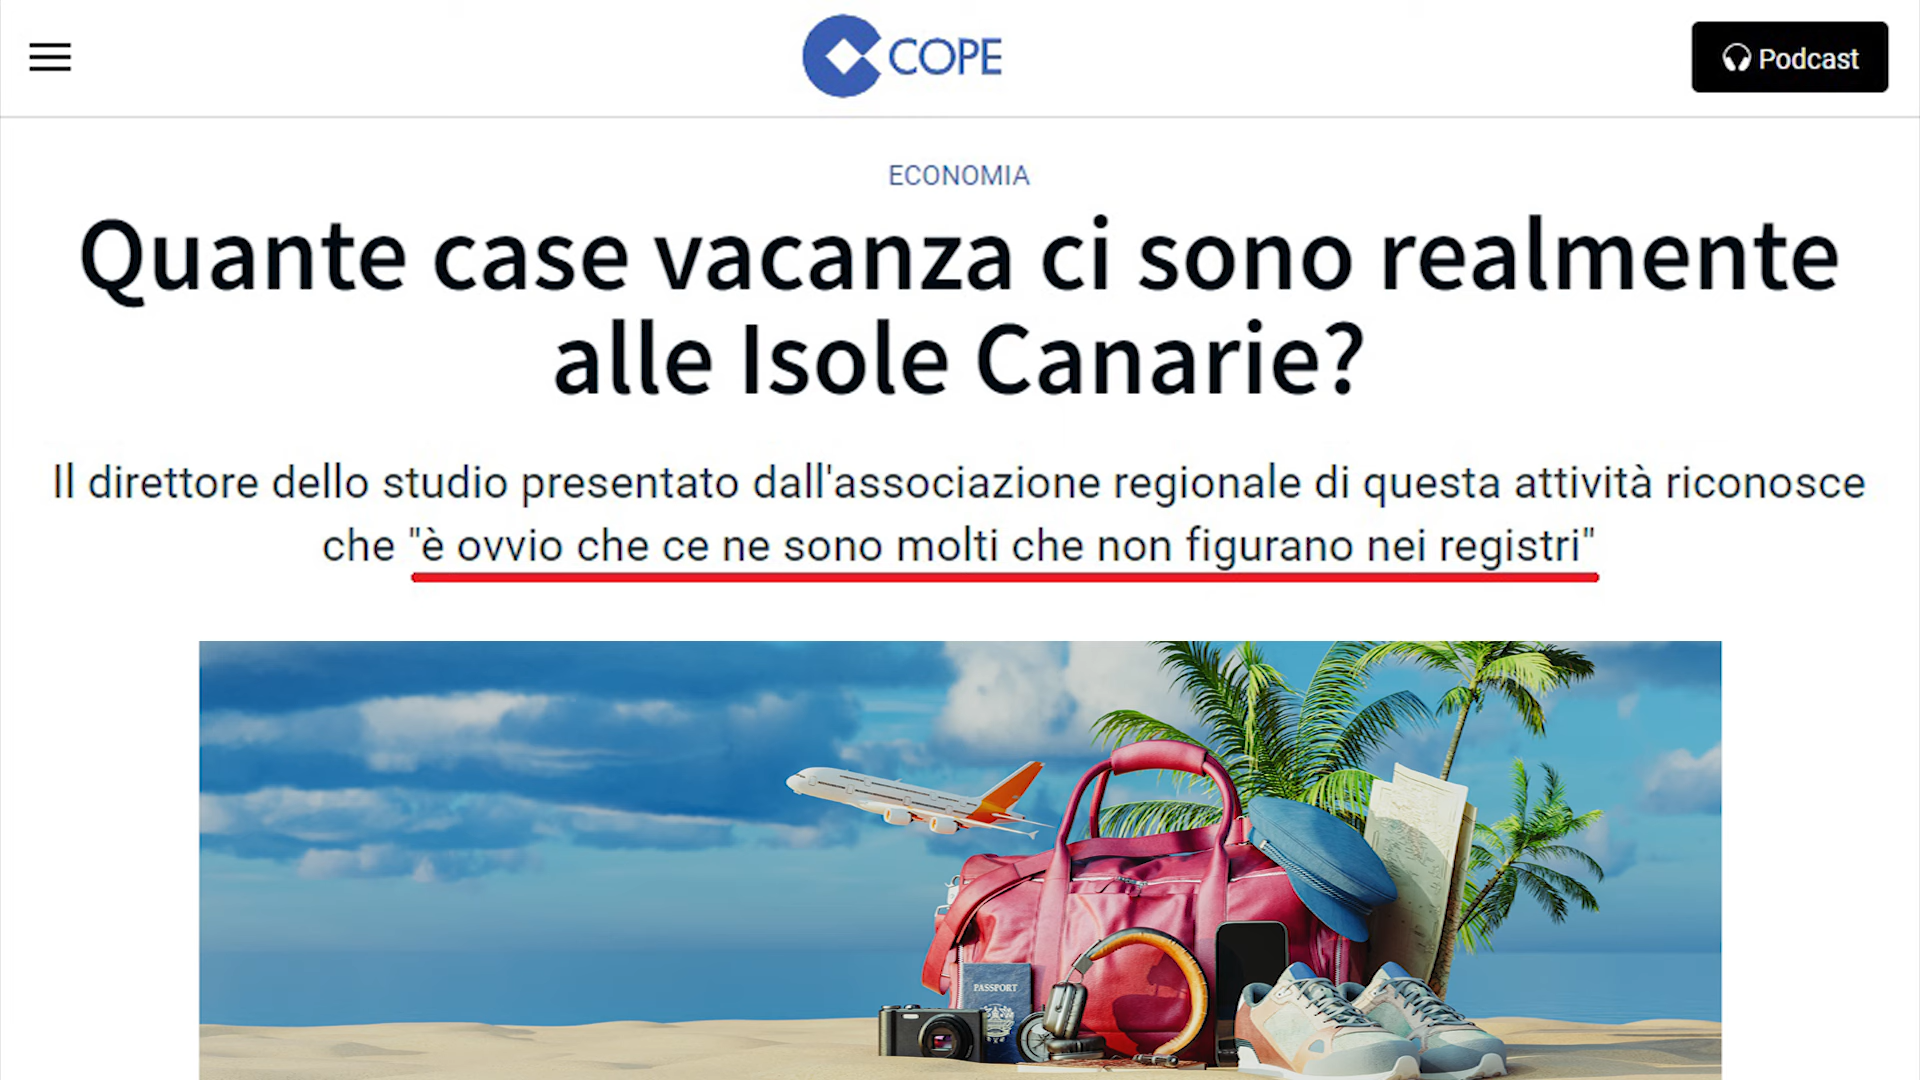 COPE
Podcast
ECONOMIA
Quante case vacanza ci sono realmente
alle Isole Canarie?
Il direttore dello studio presentato dall'associazione regionale di questa attività riconosce
che "è ovvio che ce ne sono molti che non figurano nei registri"
PASSPORT